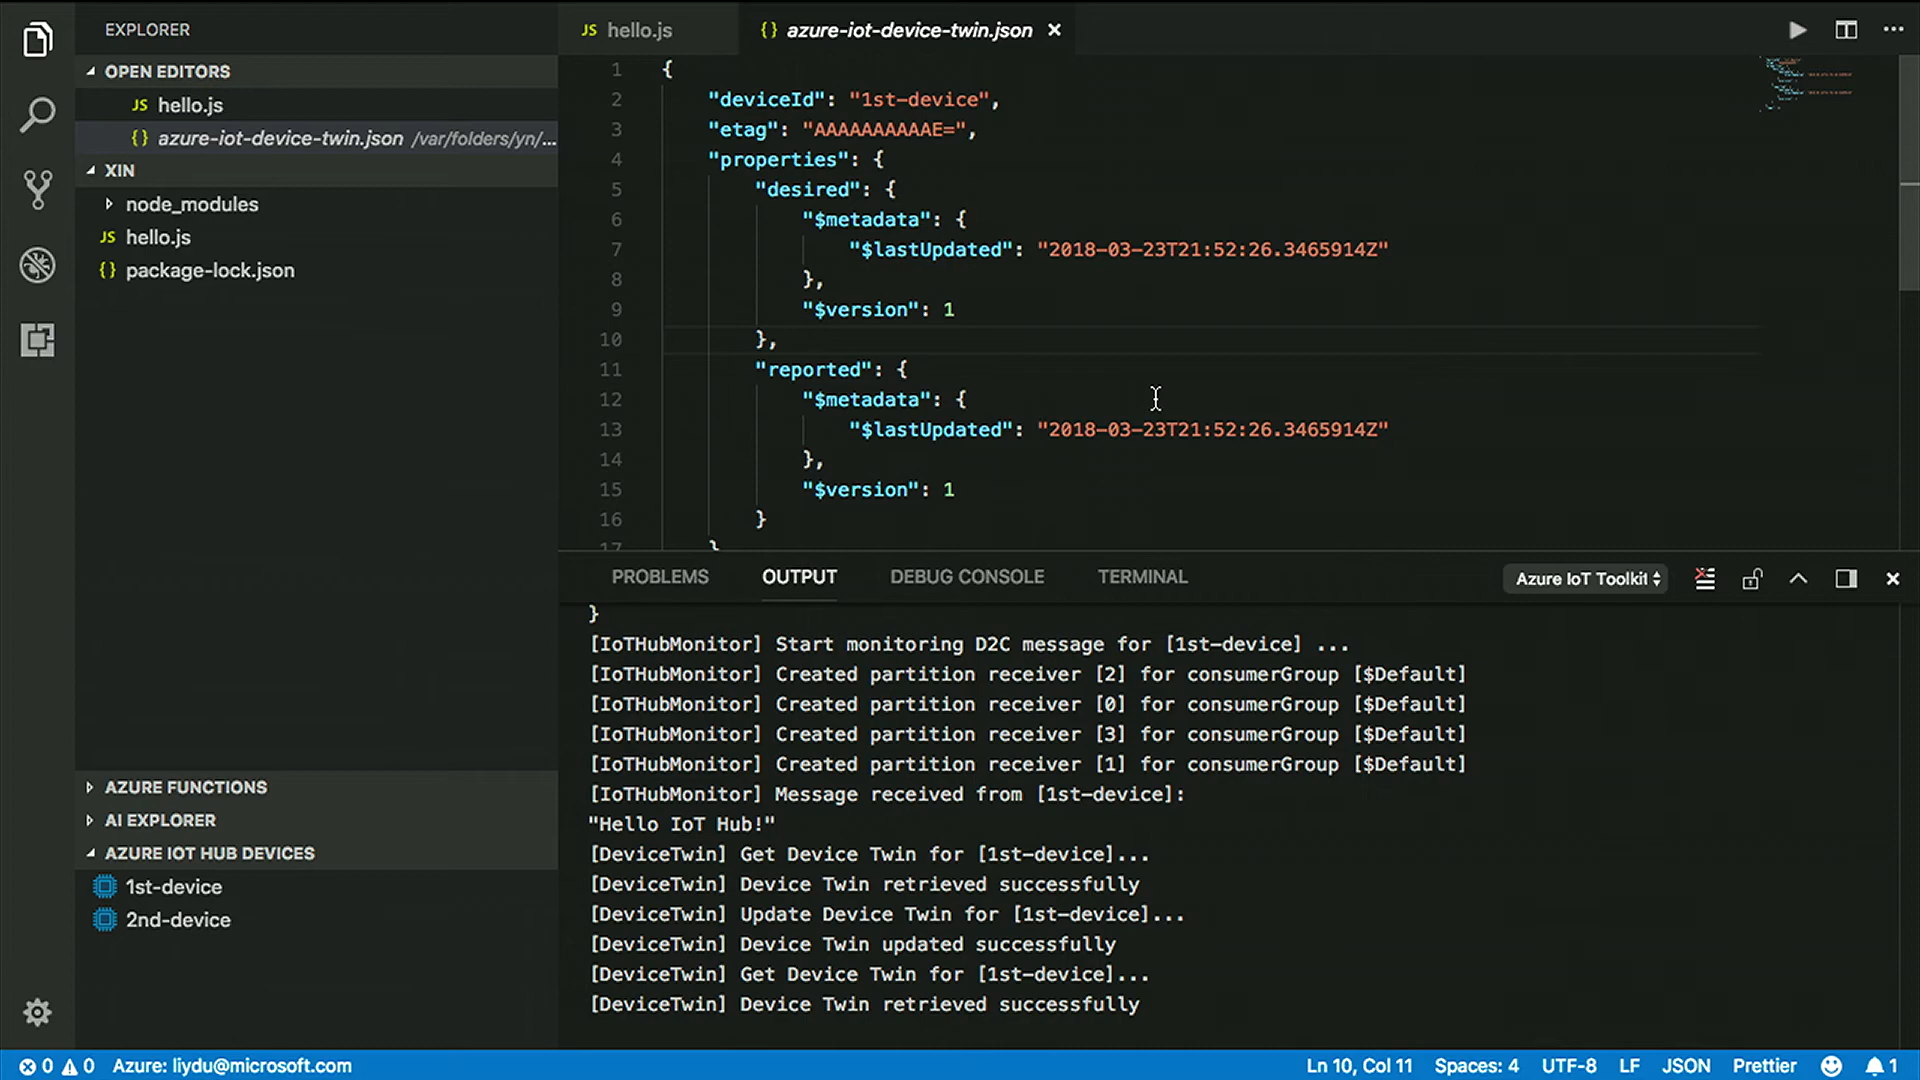 EXPLORER
OPEN EDITORS
JS hello.js
{} azure-iot-device-twin.json /var/folders/yn/...
XIN
node_modules
JS hello.js
{} package-lock.json
AZURE FUNCTIONS
AI EXPLORER
AZURE IOT HUB DEVICES
1st-device
2nd-device
JS hello.js
{} azure-iot-device-twin.json
1 {
2 "deviceId": "1st-device",
3 "etag": "AAAAAAAAAAE=",
4 "properties": {
5 "desired": {
6 "$metadata": {
7 "$lastUpdated": "2018-03-23T21:52:26.3465914Z"
8 },
9 "$version": 1
10 },
11 "reported": {
12 "$metadata": {
13 "$lastUpdated": "2018-03-23T21:52:26.3465914Z"
14 },
15 "$version": 1
16 }
17 }
PROBLEMS OUTPUT DEBUG CONSOLE TERMINAL Azure IoT Toolkit
}
[IoTHubMonitor] Start monitoring D2C message for [1st-device] ...
[IoTHubMonitor] Created partition receiver [2] for consumerGroup [$Default]
[IoTHubMonitor] Created partition receiver [0] for consumerGroup [$Default]
[IoTHubMonitor] Created partition receiver [3] for consumerGroup [$Default]
[IoTHubMonitor] Created partition receiver [1] for consumerGroup [$Default]
[IoTHubMonitor] Message received from [1st-device]:
"Hello IoT Hub!"
[DeviceTwin] Get Device Twin for [1st-device]...
[DeviceTwin] Device Twin retrieved successfully
[DeviceTwin] Update Device Twin for [1st-device]...
[DeviceTwin] Device Twin updated successfully
[DeviceTwin] Get Device Twin for [1st-device]...
[DeviceTwin] Device Twin retrieved successfully
0 0 Azure: liydu@microsoft.com Ln 10, Col 11 Spaces: 4 UTF-8 LF JSON Prettier 1